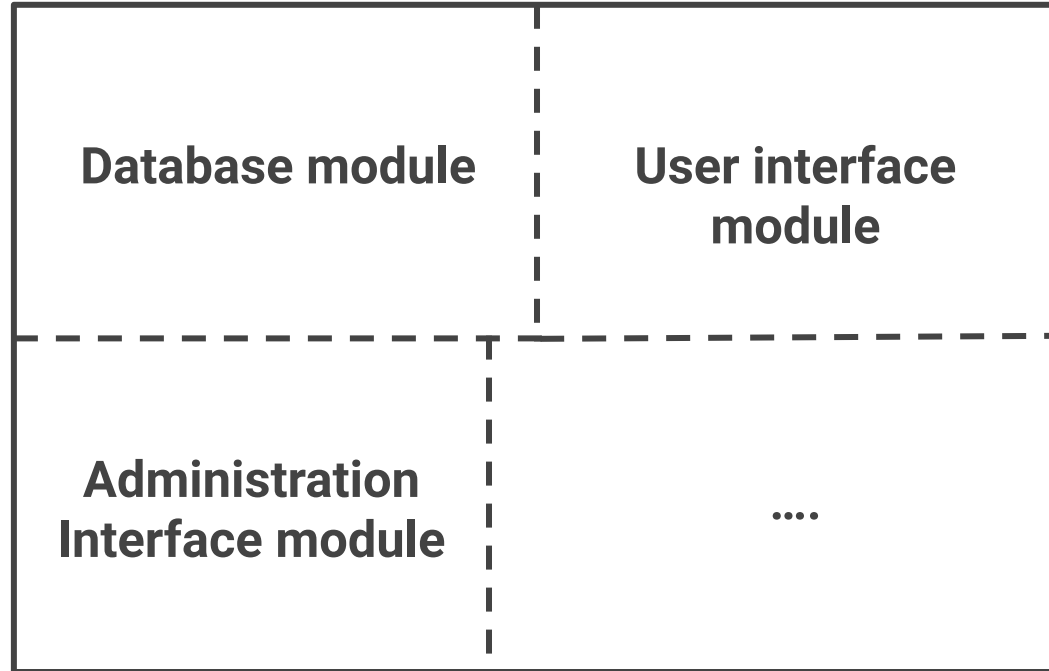 Database module
User interface
module
Administration
Interface module
....